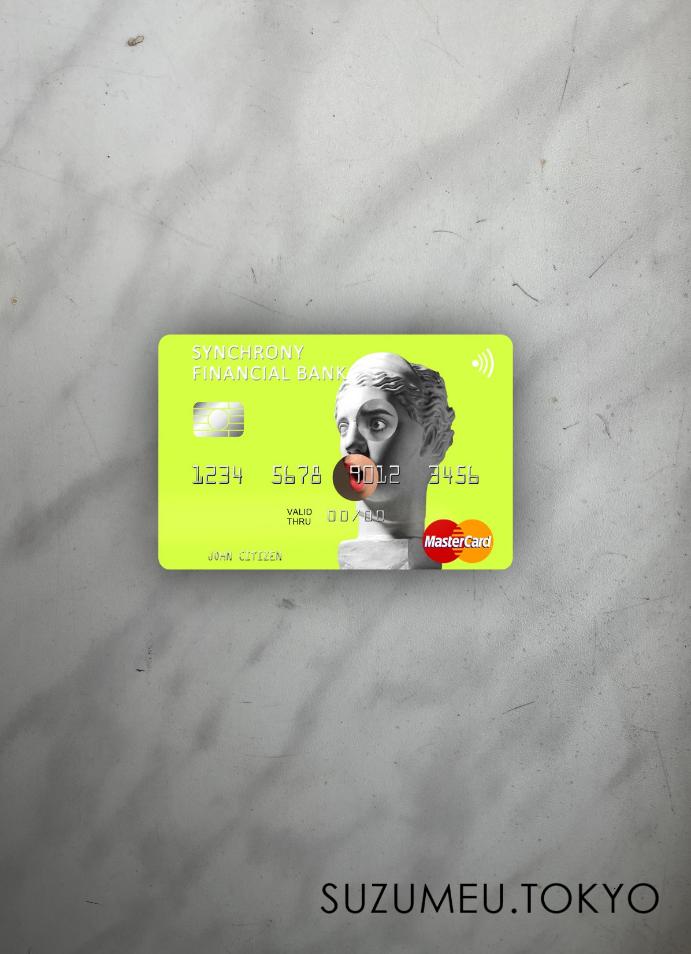 SYNCHRONY
FINANCIAL BANK
1234 5678 9012 3456
VALID
THRU 00/00
JOHN CITIZEN
MasterCard
SUZUMEU.TOKYO